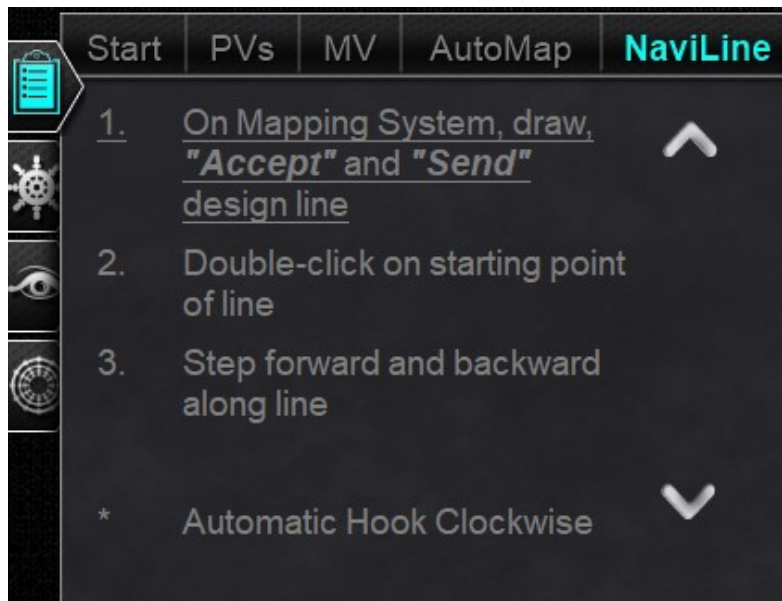 Start PVs MV AutoMap NaviLine
1. On Mapping System, draw,
"Accept" and "Send"
design line
2. Double-click on starting point
of line
3. Step forward and backward
along line
* Automatic Hook Clockwise